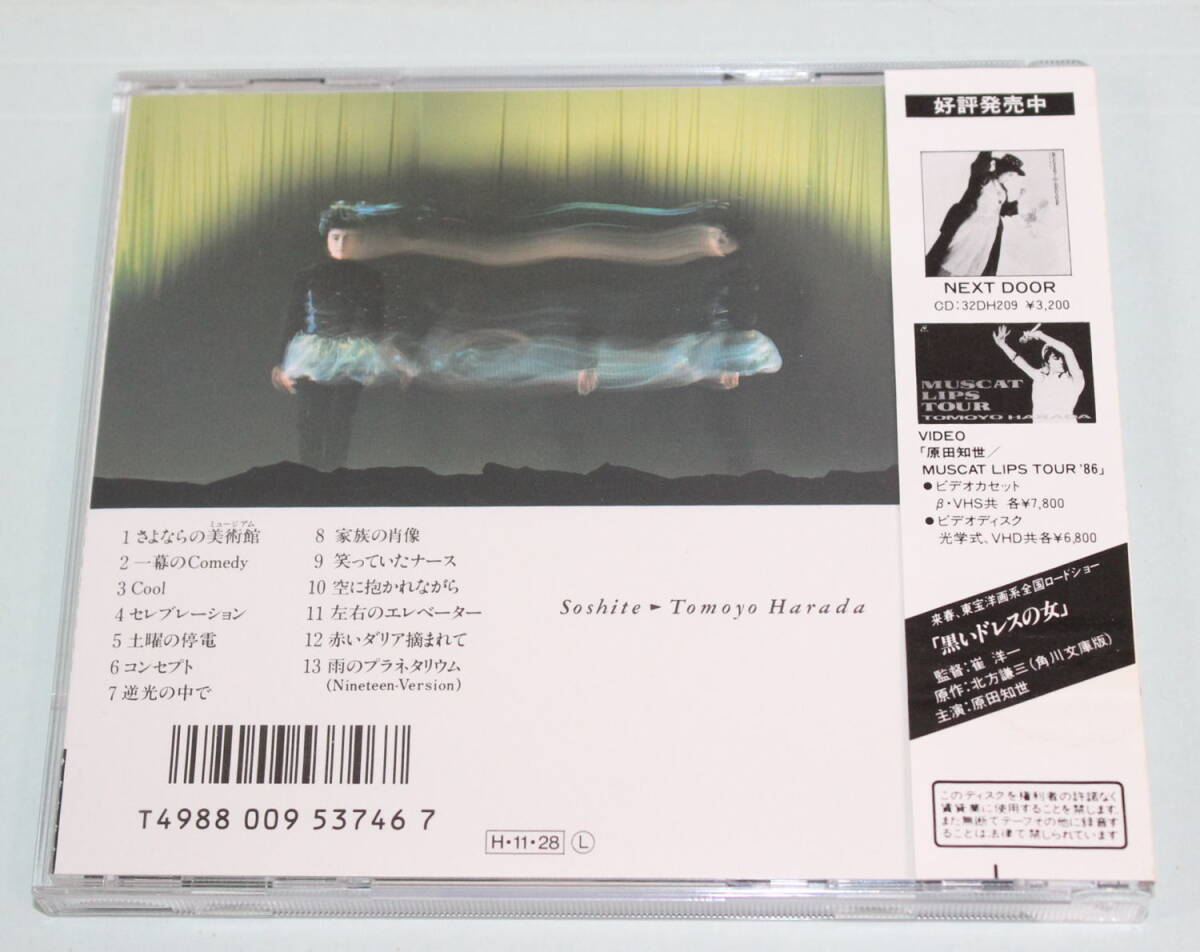 ミュージアム
1 さよならの美術館
2 一幕のComedy
3 Cool
4 セレブレーション
5 土曜の停電
6 コンセプト
7 逆光の中で
8 家族の肖像
9 笑っていたナース
10 空に抱かれながら
11 左右のエレベーター
12 赤いダリア摘まれて
13 雨のプラネタリウム
(Nineteen-Version)
Soshite ► Tomoyo Harada
T4988 009 53746 7
H・11・28 L
好評発売中
NEXT DOOR
CD:32DH209 ¥3,200
MUSCAT
LIPS
TOUR
TOMOYO HARADA
VIDEO
「原田知世/
MUSCAT LIPS TOUR '86」
●ビデオカセット
β・VHS共 各¥7,800
●ビデオディスク
光学式、VHD共各¥6,800
来春、東宝洋画系全国ロードショー
「黒いドレスの女」
監督:崔 洋一
原作:北方謙三(角川文庫版)
主演:原田知世
このディスクを権利者の許諾なく
賃貸業に使用することを禁じます。
また無断でテープその他に録音す
ることは法律で禁じられています